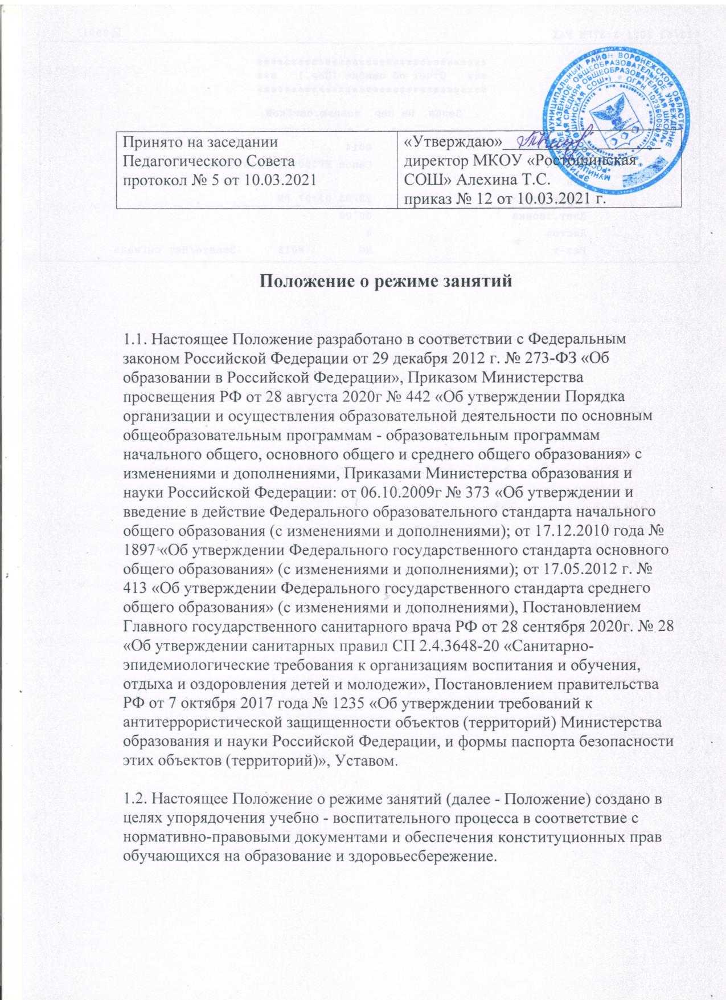 Принято на заседании
Педагогического Совета
протокол № 5 от 10.03.2021
«Утверждаю»
директор МКОУ «Ростошинская
СОШ» Алехина Т.С.
приказ № 12 от 10.03.2021 г.
Положение о режиме занятий
1.1. Настоящее Положение разработано в соответствии с Федеральным
законом Российской Федерации от 29 декабря 2012 г. № 273-ФЗ «Об
образовании в Российской Федерации», Приказом Министерства
просвещения РФ от 28 августа 2020г № 442 «Об утверждении Порядка
организации и осуществления образовательной деятельности по основным
общеобразовательным программам - образовательным программам
начального общего, основного общего и среднего общего образования» с
изменениями и дополнениями, Приказами Министерства образования и
науки Российской Федерации: от 06.10.2009г № 373 «Об утверждении и
введение в действие Федерального образовательного стандарта начального
общего образования (с изменениями и дополнениями); от 17.12.2010 года №
1897 «Об утверждении Федерального государственного стандарта основного
общего образования» (с изменениями и дополнениями); от 17.05.2012 г. №
413 «Об утверждении Федерального государственного стандарта среднего
общего образования» (с изменениями и дополнениями), Постановлением
Главного государственного санитарного врача РФ от 28 сентября 2020г. № 28
«Об утверждении санитарных правил СП 2.4.3648-20 «Санитарно-
эпидемиологические требования к организациям воспитания и обучения,
отдыха и оздоровления детей и молодежи», Постановлением правительства
РФ от 7 октября 2017 года № 1235 «Об утверждении требований к
антитеррористической защищенности объектов (территорий) Министерства
образования и науки Российской Федерации, и формы паспорта безопасности
этих объектов (территорий)», Уставом.
1.2. Настоящее Положение о режиме занятий (далее - Положение) создано в
целях упорядочения учебно - воспитательного процесса в соответствие с
нормативно-правовыми документами и обеспечения конституционных прав
обучающихся на образование и здоровьесбережение.